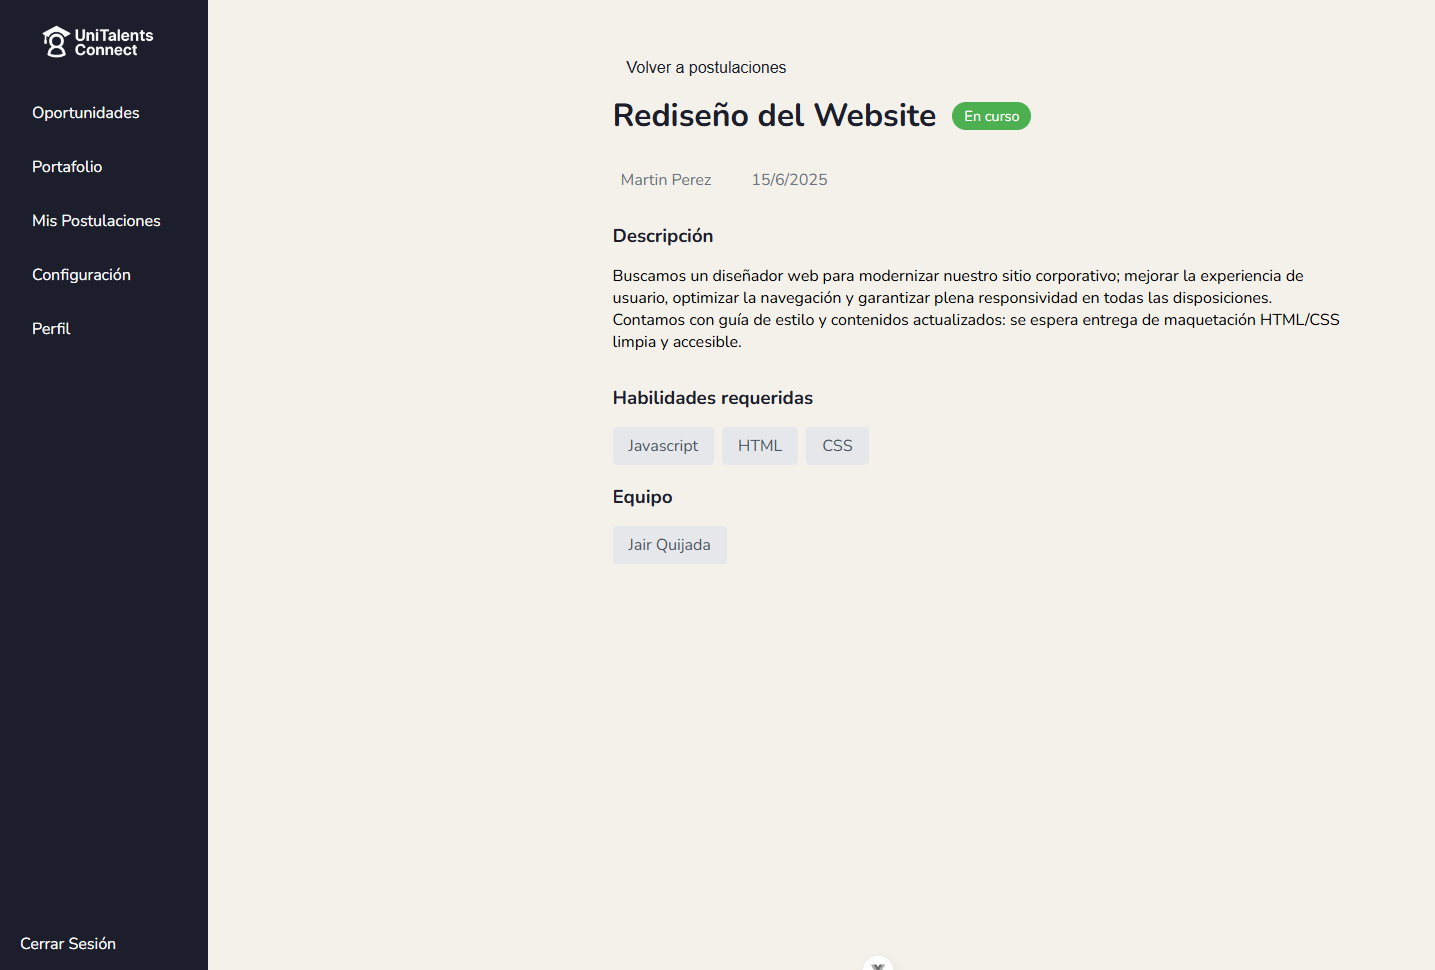 UniTalents
Connect
Oportunidades
Portafolio
Mis Postulaciones
Configuración
Perfil
Cerrar Sesión
Volver a postulaciones
Rediseño del Website
En curso
Martin Perez
15/6/2025
Descripción
Buscamos un diseñador web para modernizar nuestro sitio corporativo; mejorar la experiencia de
usuario, optimizar la navegación y garantizar plena responsividad en todas las disposiciones.
Contamos con guía de estilo y contenidos actualizados: se espera entrega de maquetación HTML/CSS
limpia y accesible.
Habilidades requeridas
Javascript
HTML
CSS
Equipo
Jair Quijada